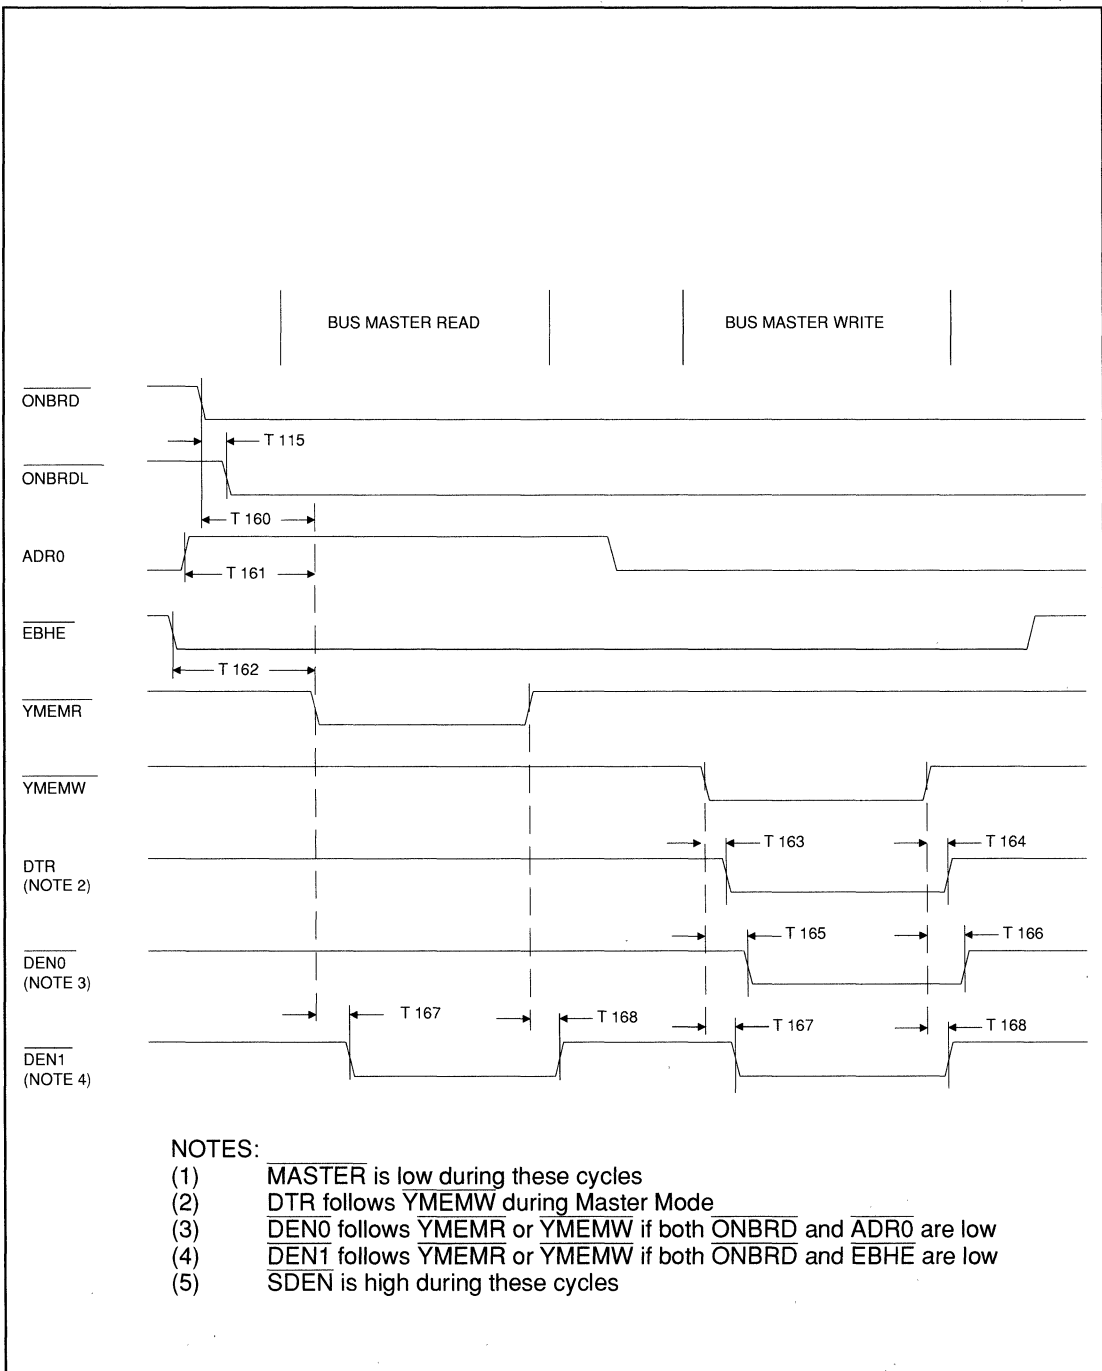 BUS MASTER READ
BUS MASTER WRITE
ONBRD
T 115
ONBRDL
T 160
ADR0
T 161
EBHE
T 162
YMEMR
YMEMW
T 163
T 164
DTR
(NOTE 2)
T 165
T 166
DEN0
(NOTE 3)
T 167
T 168
T 167
T 168
DEN1
(NOTE 4)
NOTES:
(1) MASTER is low during these cycles
(2) DTR follows YMEMW during Master Mode
(3) DEN0 follows YMEMR or YMEMW if both ONBRD and ADR0 are low
(4) DEN1 follows YMEMR or YMEMW if both ONBRD and EBHE are low
(5) SDEN is high during these cycles